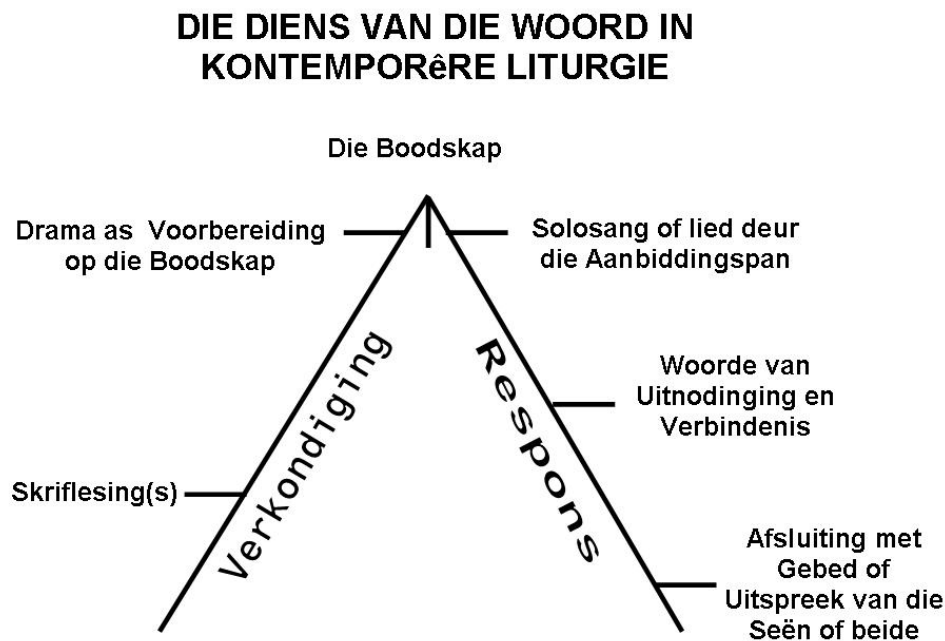 DIE DIENS VAN DIE WOORD IN
KONTEMPORêRE LITURGIE
Die Boodskap
Drama as Voorbereiding
op die Boodskap
Solosang of lied deur
die Aanbiddingspan
Verkondiging
Respons
Woorde van
Uitnodinging en
Verbindenis
Skriflesing(s)
Afsluiting met
Gebed of
Uitspreek van die
Seën of beide